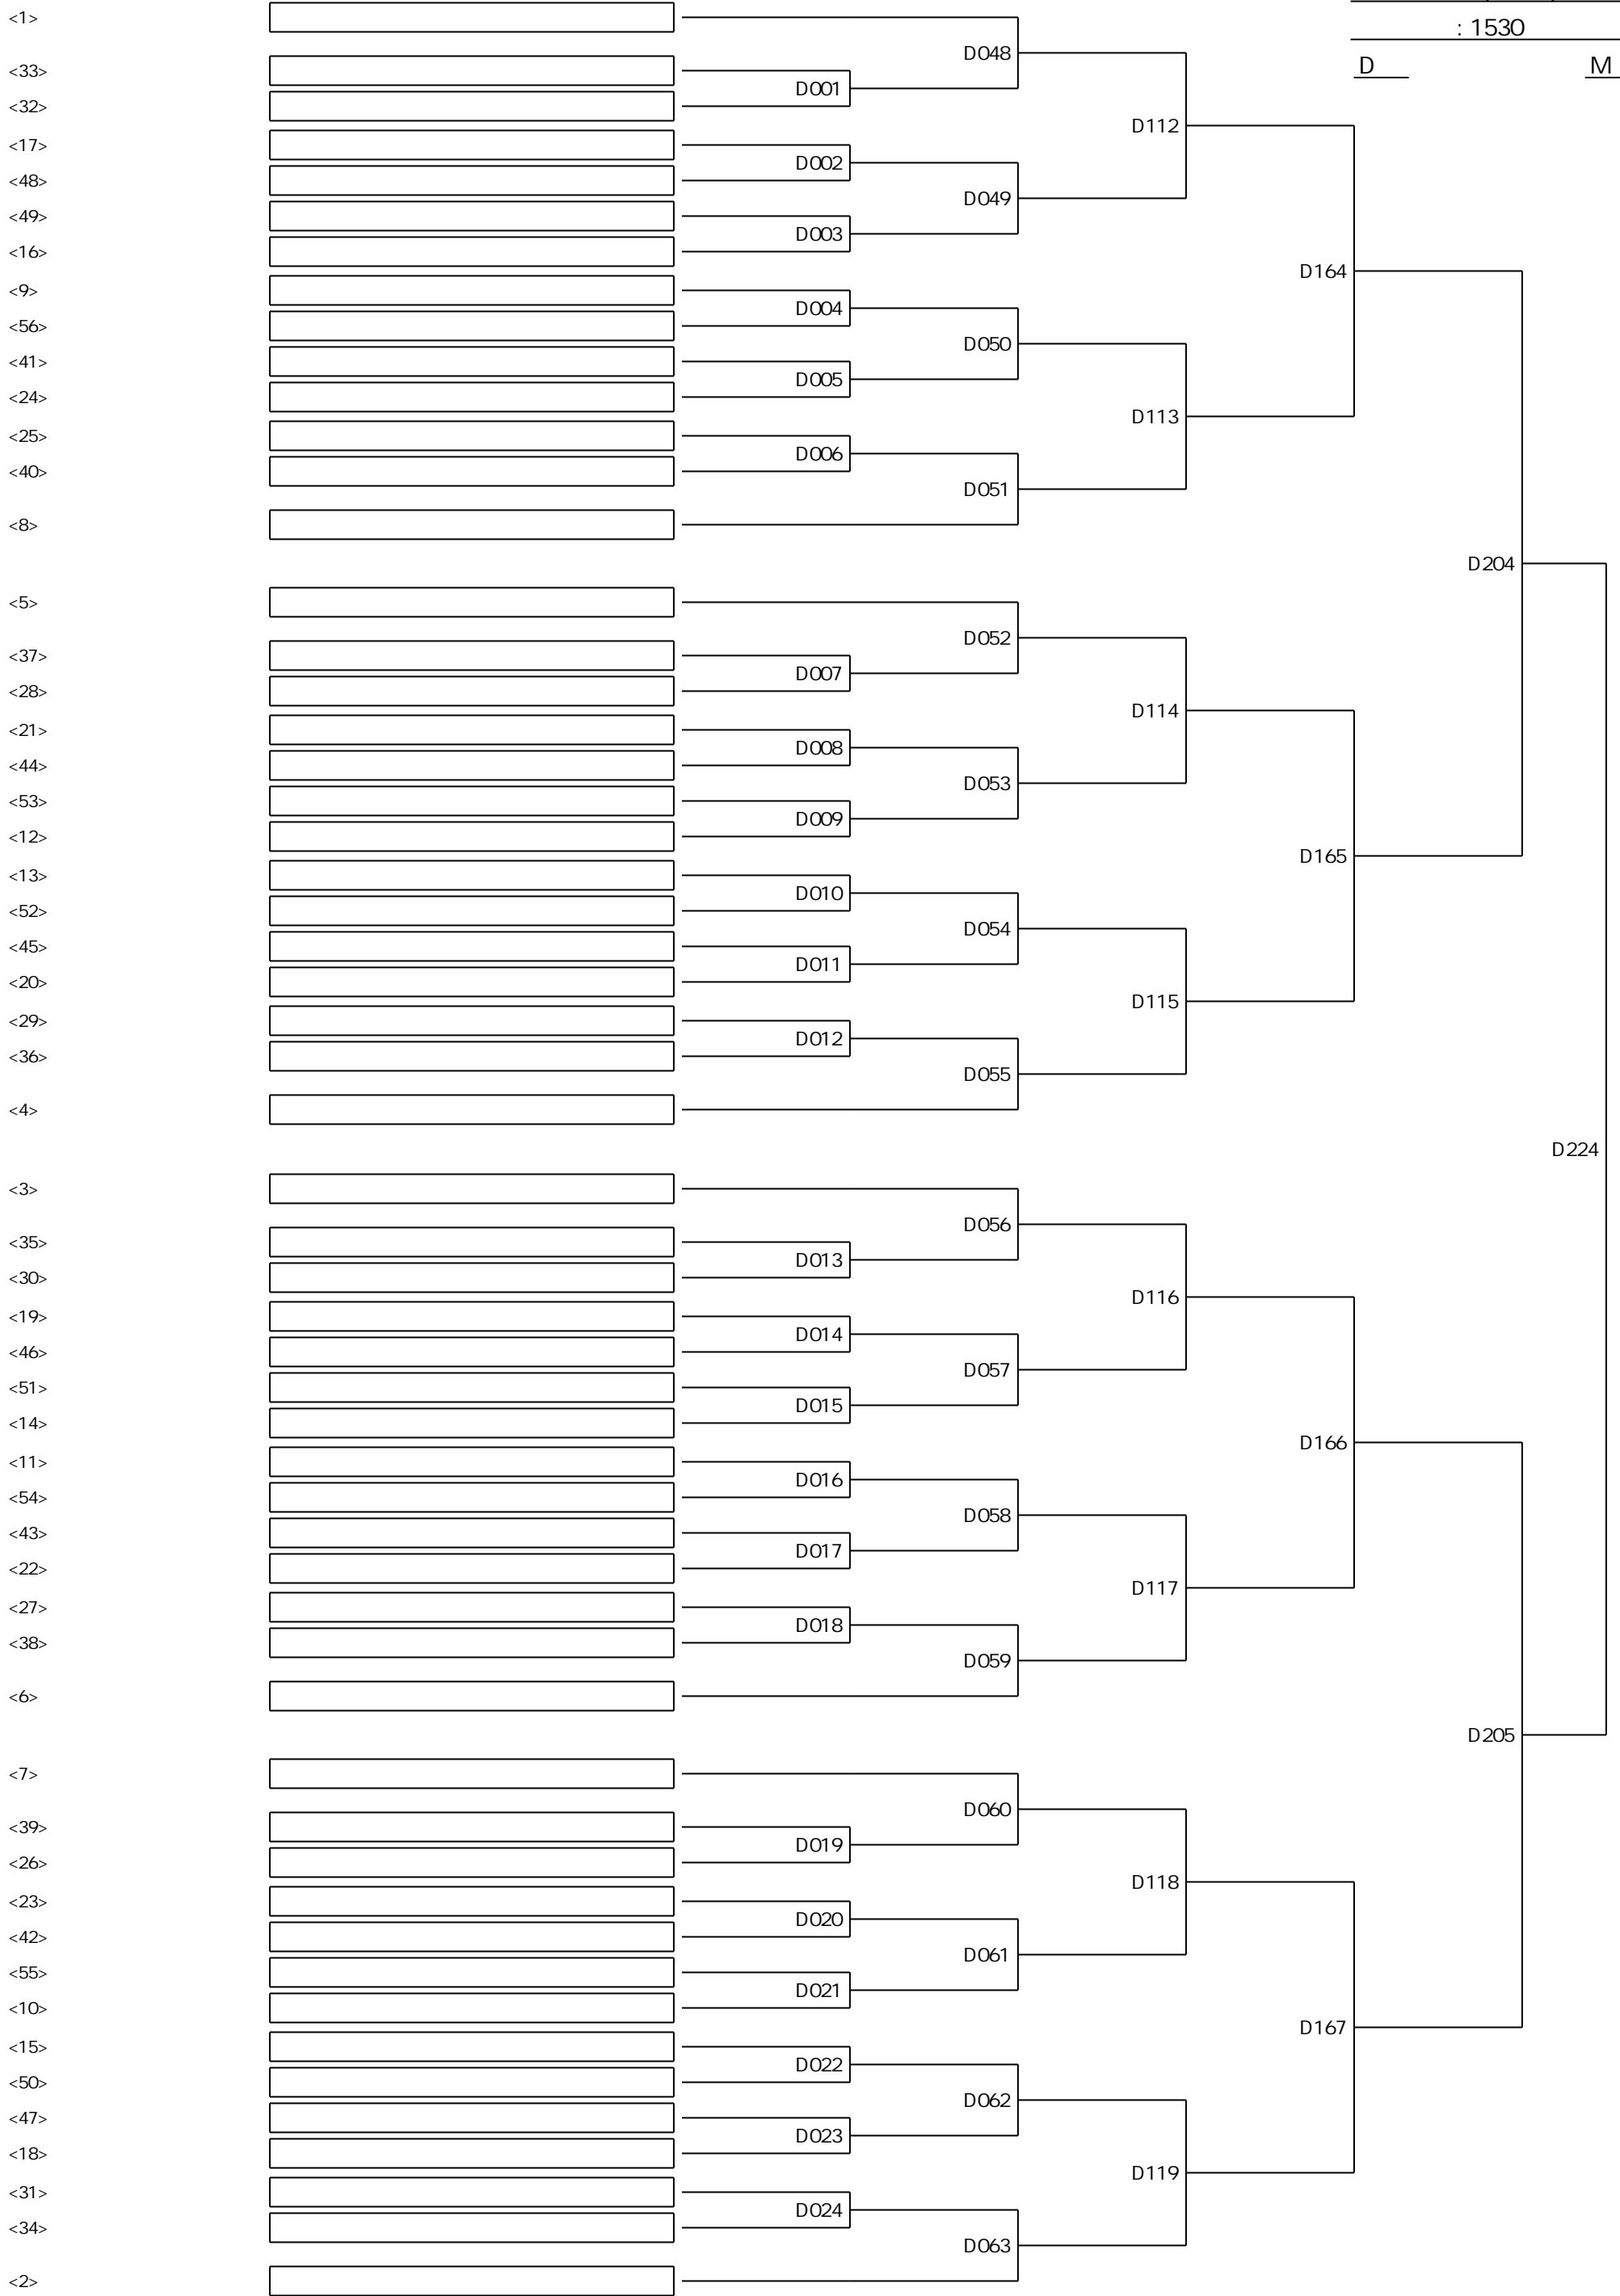 <1>
: 1530
D048
D M
<33>
D001
<32>
D112
<17>
D002
<48>
D049
<49>
D003
<16>
D164
<9>
D004
<56>
D050
<41>
D005
<24>
D113
<25>
D006
<40>
D051
<8>
D204
<5>
D052
<37>
D007
<28>
D114
<21>
D008
<44>
D053
<53>
D009
<12>
D165
<13>
D010
<52>
D054
<45>
D011
<20>
D115
<29>
D012
<36>
D055
<4>
D224
<3>
D056
<35>
D013
<30>
D116
<19>
D014
<46>
D057
<51>
D015
<14>
D166
<11>
D016
<54>
D058
<43>
D017
<22>
D117
<27>
D018
<38>
D059
<6>
D205
<7>
D060
<39>
D019
<26>
D118
<23>
D020
<42>
D061
<55>
D021
<10>
D167
<15>
D022
<50>
D062
<47>
D023
<18>
D119
<31>
D024
<34>
D063
<2>